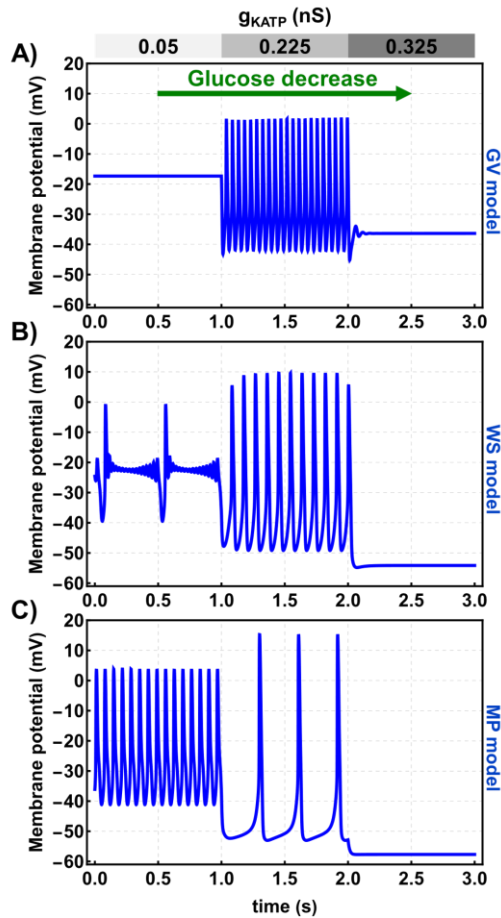 g_KATP (nS)
0.05 0.225 0.325
A)
Glucose decrease
Membrane potential (mV)
20
10
0
−10
−20
−30
−40
−50
−60
0.0 0.5 1.0 1.5 2.0 2.5 3.0
GV model
B)
Membrane potential (mV)
20
10
0
−10
−20
−30
−40
−50
−60
0.0 0.5 1.0 1.5 2.0 2.5 3.0
WS model
C)
Membrane potential (mV)
20
10
0
−10
−20
−30
−40
−50
−60
0.0 0.5 1.0 1.5 2.0 2.5 3.0
MP model
time (s)